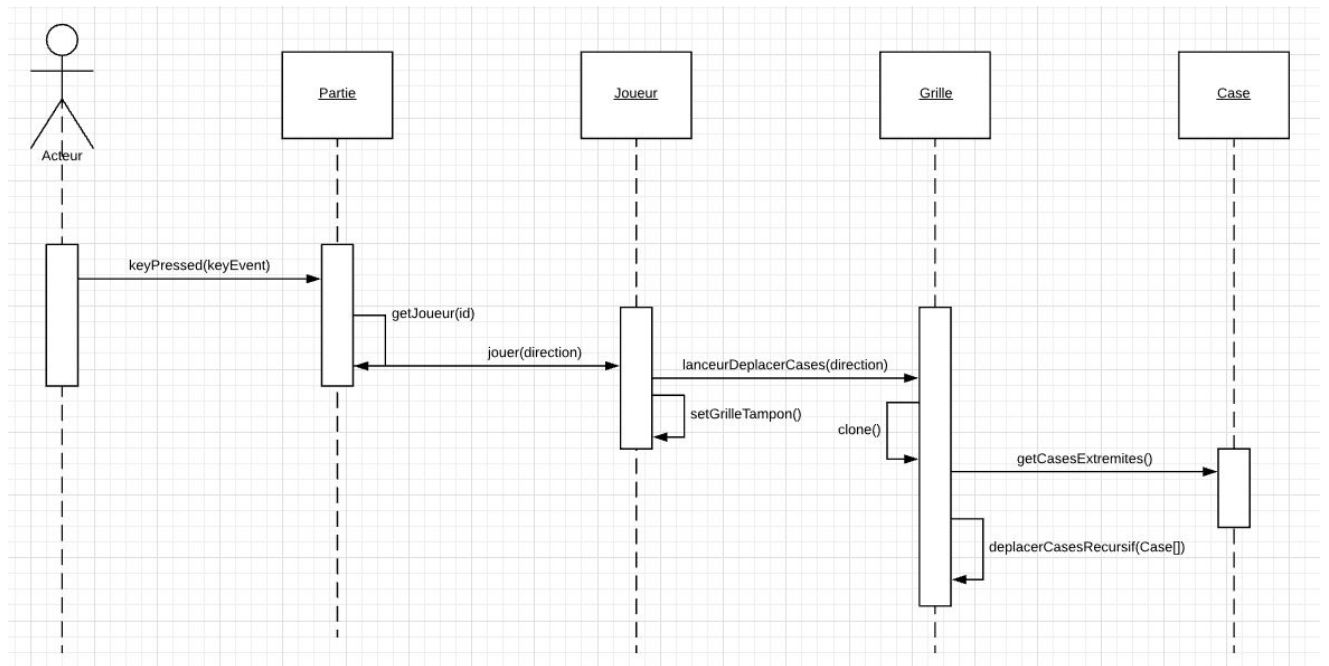 Partie
Joueur
Grille
Case
Acteur
keyPressed(keyEvent)
getJoueur(id)
jouer(direction)
lanceurDeplacerCases(direction)
setGrilleTampon()
clone()
getCasesExtremites()
deplacerCasesRecursif(Case[])